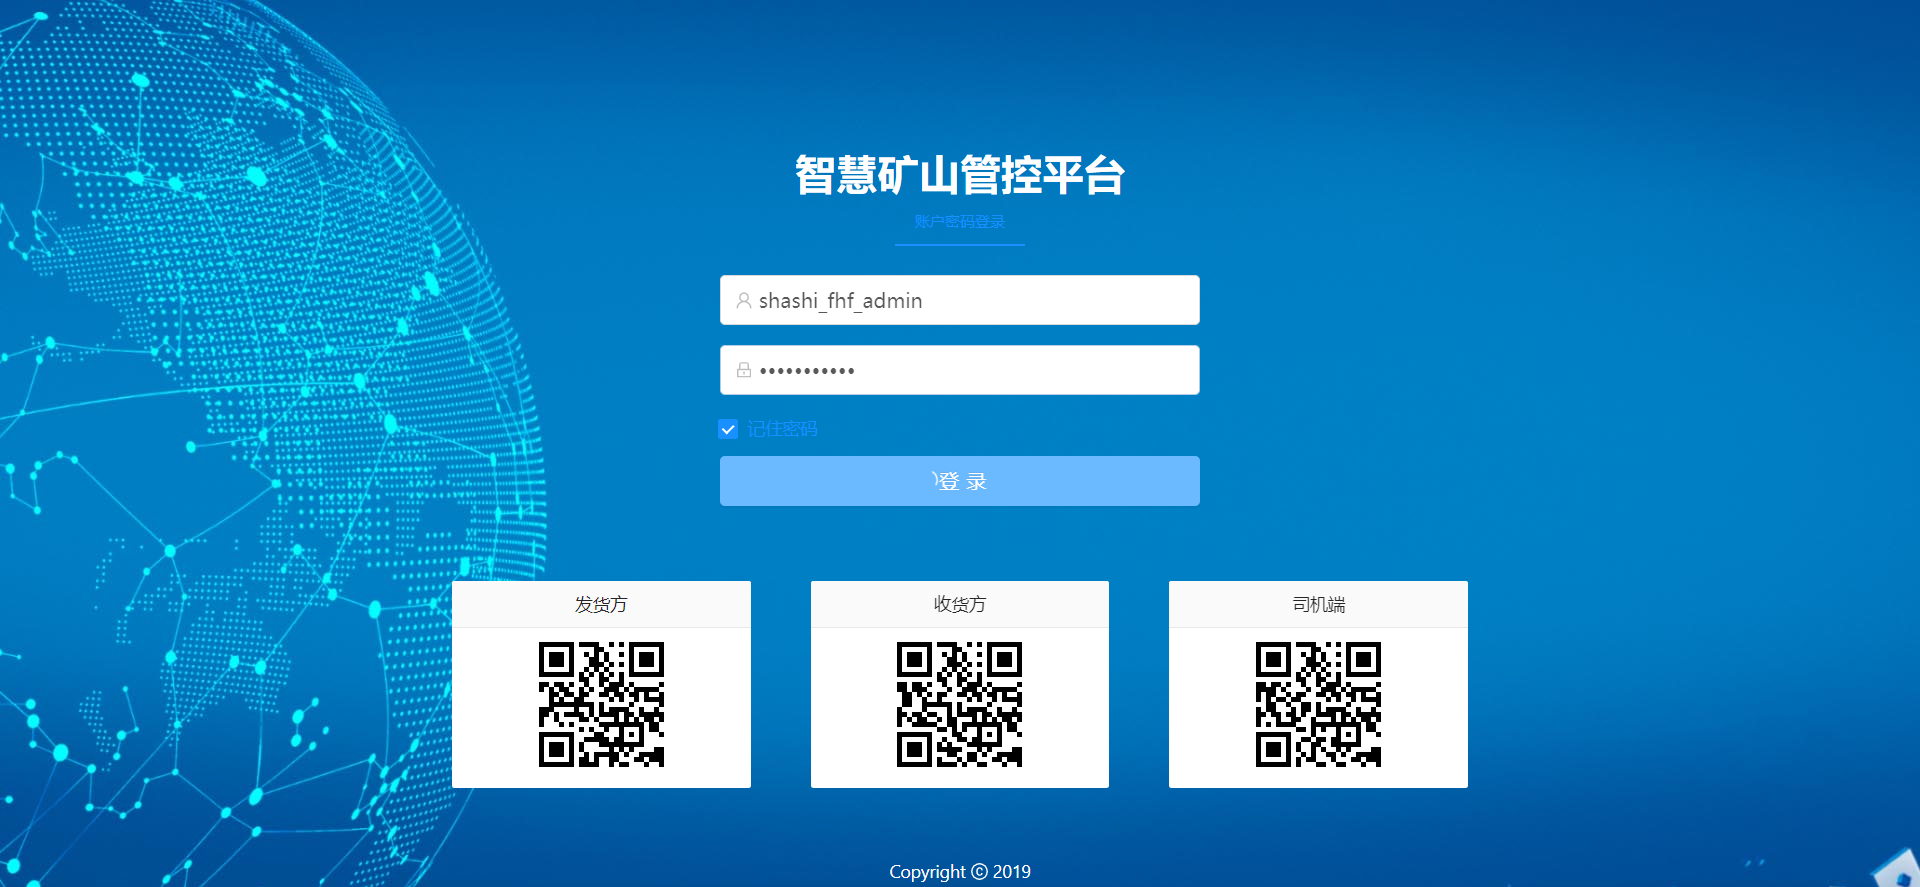 智慧矿山管控平台
账户密码登录
shashi_fhf_admin
•••••••••••
记住密码
登 录
发货方
收货方
司机端
Copyright ⓒ 2019